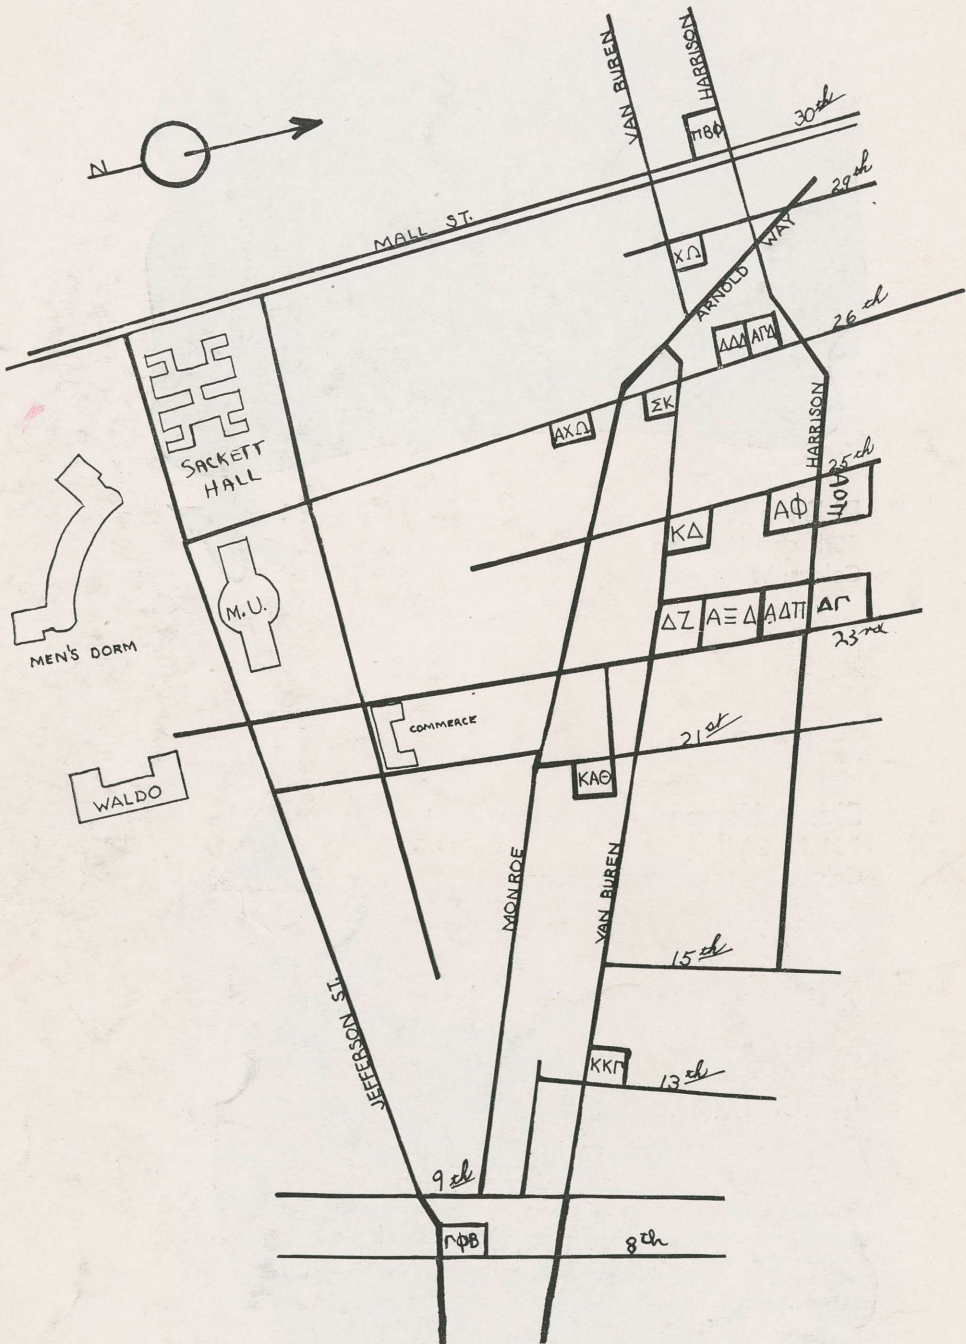 VAN BUREN
HARRISON
ΠΒΦ
30th
N
29th
MALL ST.
ΧΩ
ARNOLD WAY
26th
ΔΔΔ
ΑΓΔ
ΣΚ
ΑΧΩ
HARRISON
SACKETT
HALL
25th
ΑΦ
ΑΟΠ
ΚΔ
M.U.
ΔΖ
ΑΞΔ
ΑΔΠ
ΔΓ
23rd
MEN'S DORM
COMMERCE
21st
WALDO
ΚΑΘ
MONROE
VAN BUREN
15th
JEFFERSON ST.
ΚΚΓ
13th
9th
ΓΦΒ
8th